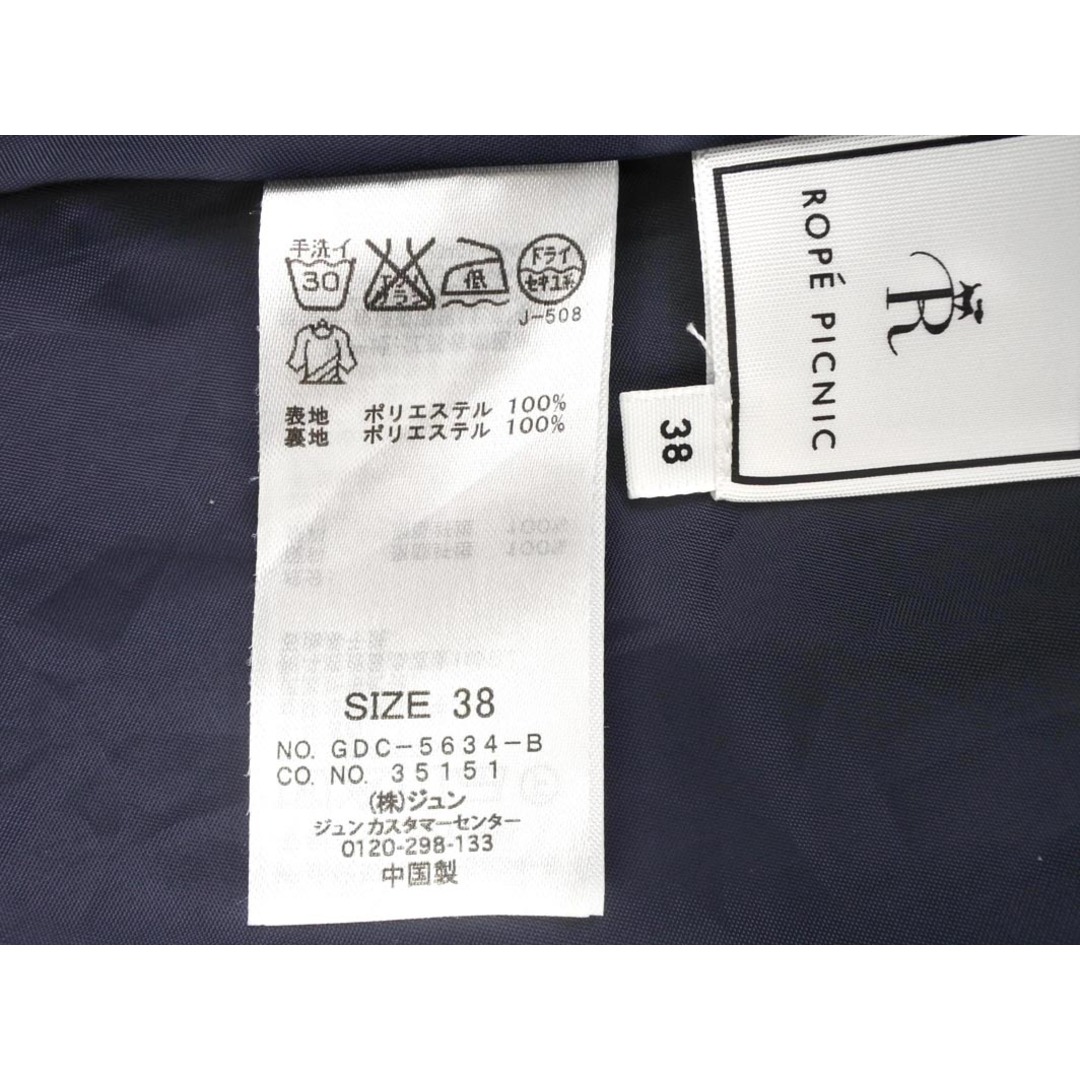 手洗イ
30
エンソ
サラシ
低
ドライ
セキユ系
J-508
表地 ポリエステル 100%
裏地 ポリエステル 100%
SIZE 38
NO. GDC-5634-B
CO. NO. 35151
(株)ジュン
ジュンカスタマーセンター
0120-298-133
中国製
38
R
ROPÉ PICNIC